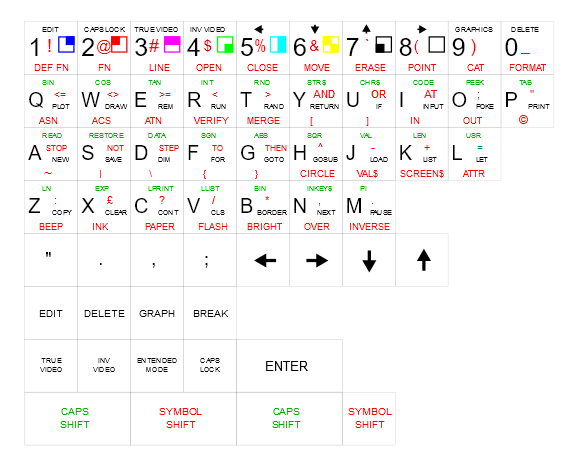 EDIT CAPS LOCK TRUE VIDEO INV VIDEO GRAPHICS DELETE
1 ! 2 @ 3 # 4 $ 5 % 6 & 7 ` 8 ( 9 ) 0 _
DEF FN FN LINE OPEN CLOSE MOVE ERASE POINT CAT FORMAT
SIN COS TAN INT RND STR$ CHR$ CODE PEEK TAB
Q <= PLOT W <> DRAW E >= REM R < RUN T > RAND Y AND RETURN U OR IF I AT INPUT O ; POKE P " PRINT
ASN ACS ATN VERIFY MERGE [ ] IN OUT ©
READ RESTORE DATA SGN ABS SQR VAL LEN USR
A STOP NEW S NOT SAVE D STEP DIM F TO FOR G THEN GOTO H ^ GOSUB J - LOAD K + LIST L = LET
~ | \ { } CIRCLE VAL$ SCREEN$ ATTR
LN EXP LPRINT LLIST BIN INKEY$ PI
Z : COPY X £ CLEAR C ? CONT V / CLS B * BORDER N , NEXT M . PAUSE
BEEP INK PAPER FLASH BRIGHT OVER INVERSE
" . , ;
EDIT DELETE GRAPH BREAK
TRUE INV ENTENDED CAPS
VIDEO VIDEO MODE LOCK
ENTER
CAPS SYMBOL CAPS SYMBOL
SHIFT SHIFT SHIFT SHIFT